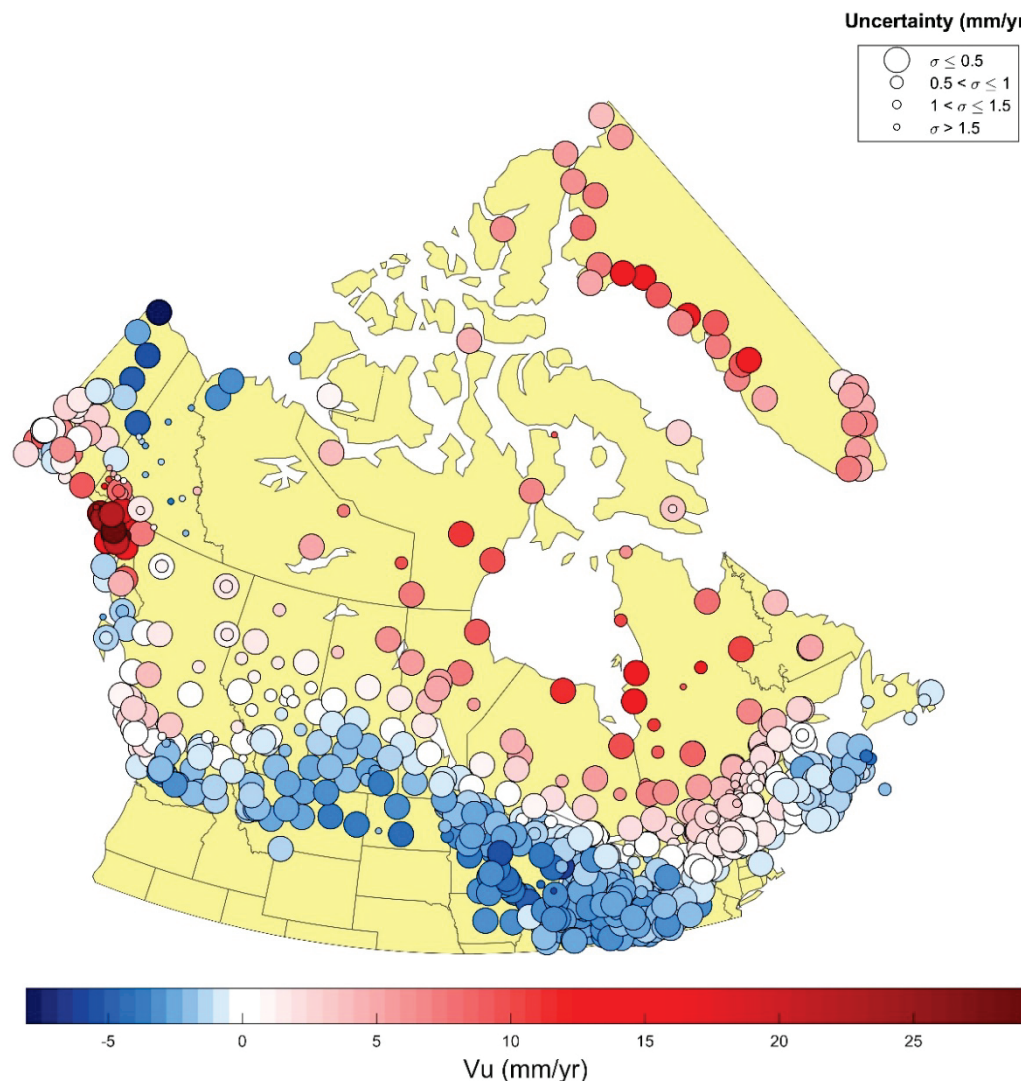 Uncertainty (mm/yr
σ ≤ 0.5
0.5 < σ ≤ 1
1 < σ ≤ 1.5
σ > 1.5
-5 0 5 10 15 20 25
Vu (mm/yr)